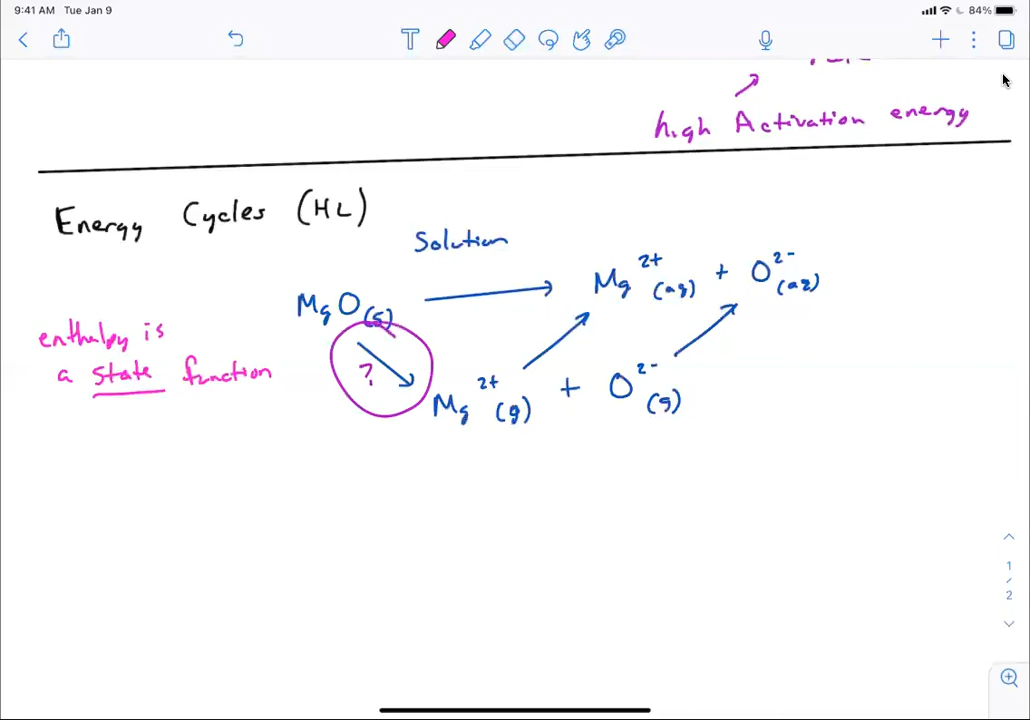 9:41 AM Tue Jan 9
84%
high Activation energy
Energy Cycles (HL)
Solution
MgO(s) → Mg²⁺(aq) + O²⁻(aq)
enthalpy is
a state function
?
Mg²⁺(g) + O²⁻(g)
1
/
2